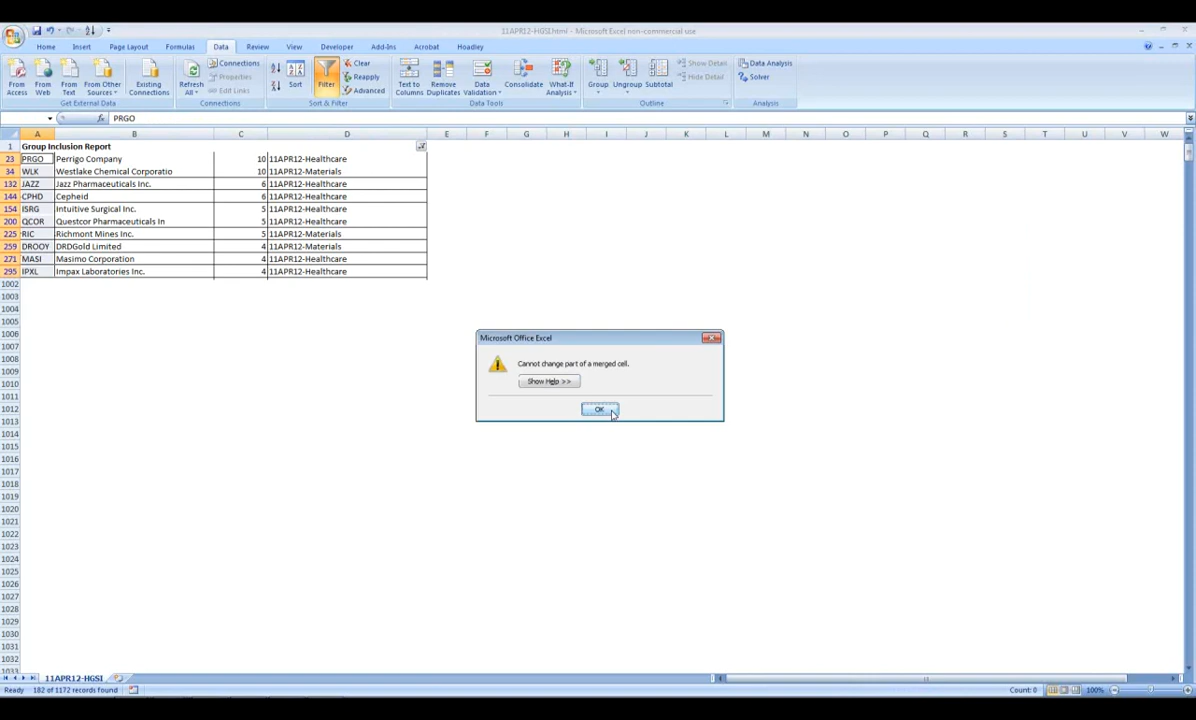 11APR12-HGSI.html - Microsoft Excel non-commercial use
Home Insert Page Layout Formulas Data Review View Developer Add-Ins Acrobat Hoadley
From Access From Web From Text From Other Sources Existing Connections Refresh All Connections Properties Edit Links Sort Filter Clear Reapply Advanced Text to Columns Remove Duplicates Data Validation Consolidate What-If Analysis Group Ungroup Subtotal Show Detail Hide Detail Data Analysis Solver
Get External Data Connections Sort & Filter Data Tools Outline Analysis
fx PRGO
A B C D E F G H I J K L M N O P Q R S T U V W
1 Group Inclusion Report
23 PRGO Perrigo Company 10 11APR12-Healthcare
34 WLK Westlake Chemical Corporatio 10 11APR12-Materials
132 JAZZ Jazz Pharmaceuticals Inc. 6 11APR12-Healthcare
144 CPHD Cepheid 6 11APR12-Healthcare
154 ISRG Intuitive Surgical Inc. 5 11APR12-Healthcare
200 QCOR Questcor Pharmaceuticals In 5 11APR12-Healthcare
225 RIC Richmont Mines Inc. 5 11APR12-Materials
259 DROOY DRDGold Limited 4 11APR12-Materials
271 MASI Masimo Corporation 4 11APR12-Healthcare
295 IPXL Impax Laboratories Inc. 4 11APR12-Healthcare
1002
1003
1004
1005
1006
1007
1008
1009
1010
1011
1012
1013
1014
1015
1016
1017
1018
1019
1020
1021
1022
1023
1024
1025
1026
1027
1028
1029
1030
1031
1032
1033
Microsoft Office Excel
Cannot change part of a merged cell.
Show Help >>
OK
11APR12-HGSI
Ready 182 of 1172 records found Count: 0 100%